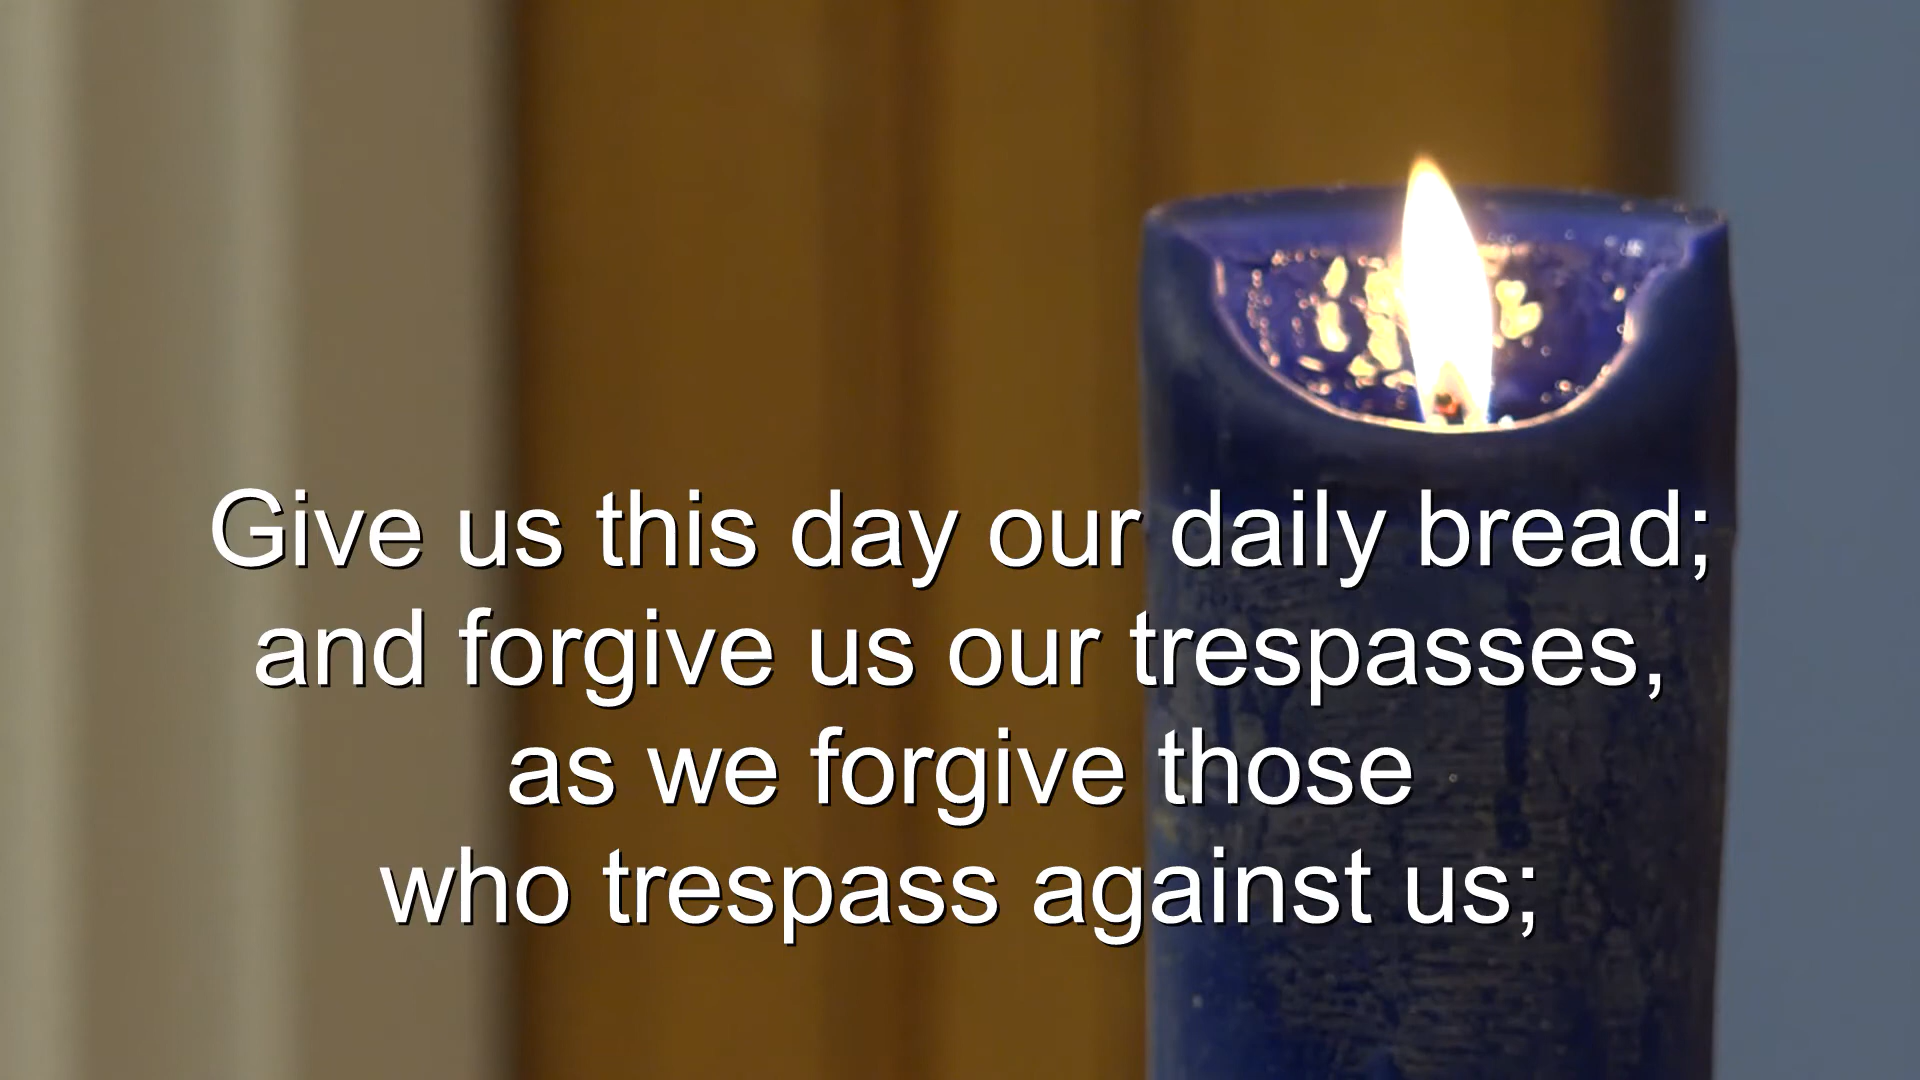 Give us this day our daily bread;
and forgive us our trespasses,
as we forgive those
who trespass against us;